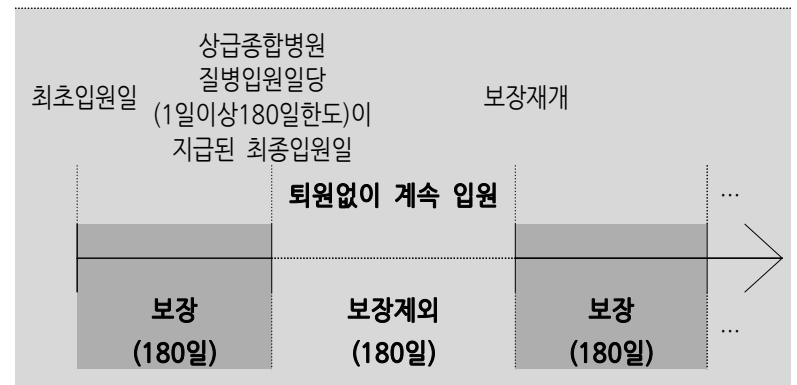 상급종합병원
질병입원일당
최초입원일 (1일이상180일한도)이 보장재개
지급된 최종입원일
퇴원없이 계속 입원 …
보장 보장제외 보장 …
(180일) (180일) (180일)